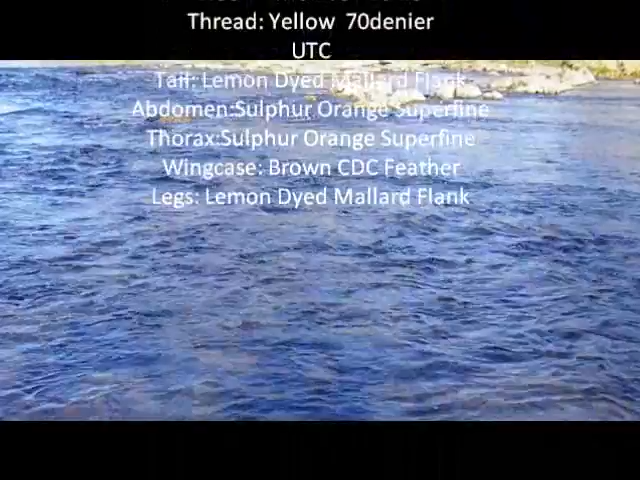 Thread: Yellow 70denier
UTC
Tail: Lemon Dyed Mallard Flank
Abdomen:Sulphur Orange Superfine
Thorax:Sulphur Orange Superfine
Wingcase: Brown CDC Feather
Legs: Lemon Dyed Mallard Flank